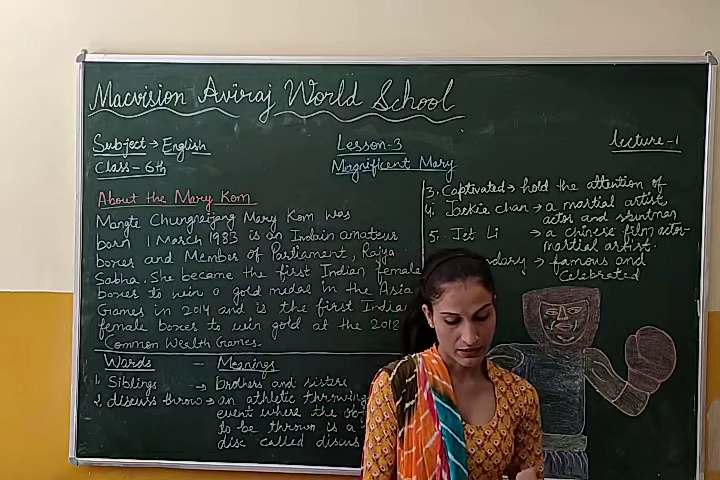 Macvision Aviraj World School
Subject → English
Class - 6th
Lesson-3
Magnificent Mary
Lecture-1
About the Mary Kom
Mangte Chungneijang Mary Kom was
born 1 March 1983 is an Indain amateur
boxes and Member of Parliament, Rajya
Sabha. She became the first Indian female
boxes to win a gold medal in the Asia
Games in 2014 and is the first India
female boxes to win gold at the 2018
Common Wealth Games.
Words - Meanings
1. Siblings → brothers and sisters
2. discuss throw → an athletic throwing
event where the ob
to be thrown is a
disc called discus
3. Captivated → hold the attention of
4. Jackie chan → a martial artist
actor and stuntman
5. Jet Li → a chinese film actor
martial artist.
ndary → famous and
celebrated